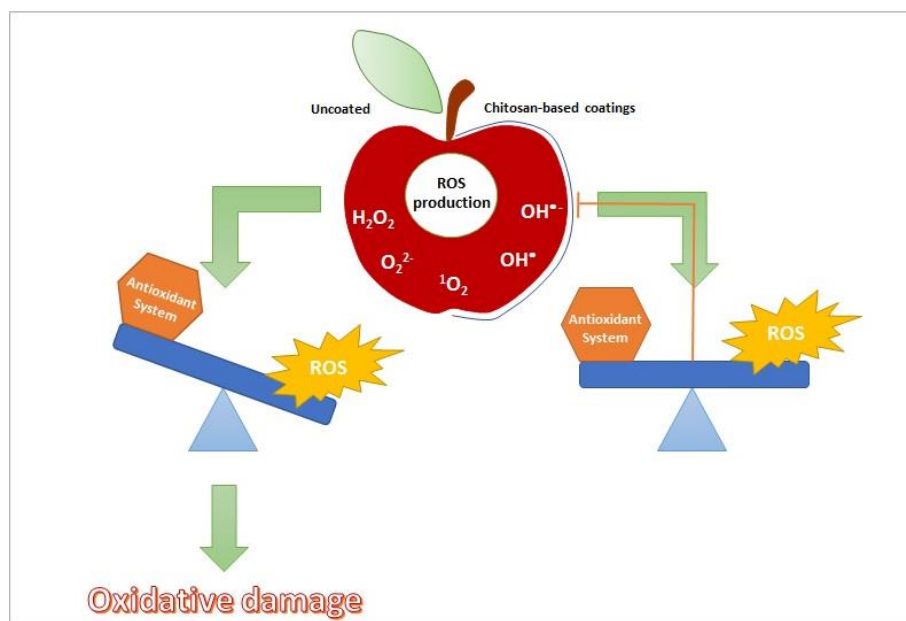 Uncoated
Chitosan-based coatings
ROS
production
H₂O₂
OH•-
O₂²⁻
OH•
¹O₂
Antioxidant
System
ROS
Antioxidant
System
ROS
Oxidative damage